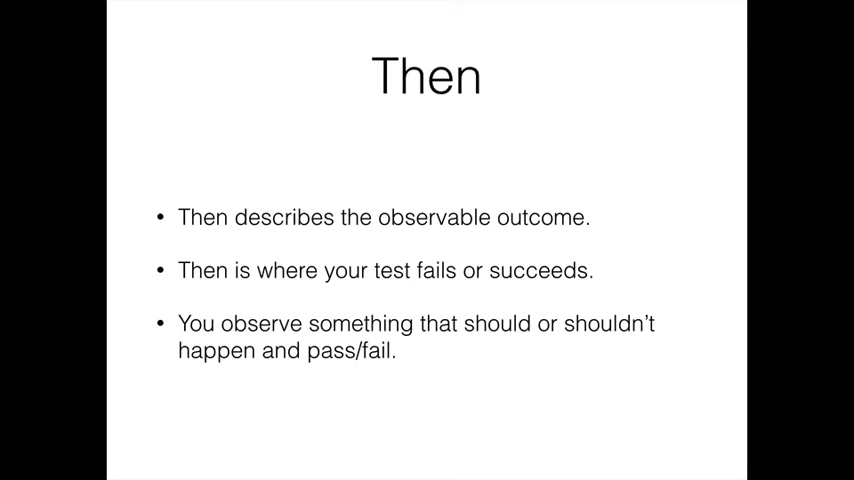 Then
• Then describes the observable outcome.
• Then is where your test fails or succeeds.
• You observe something that should or shouldn’t
happen and pass/fail.